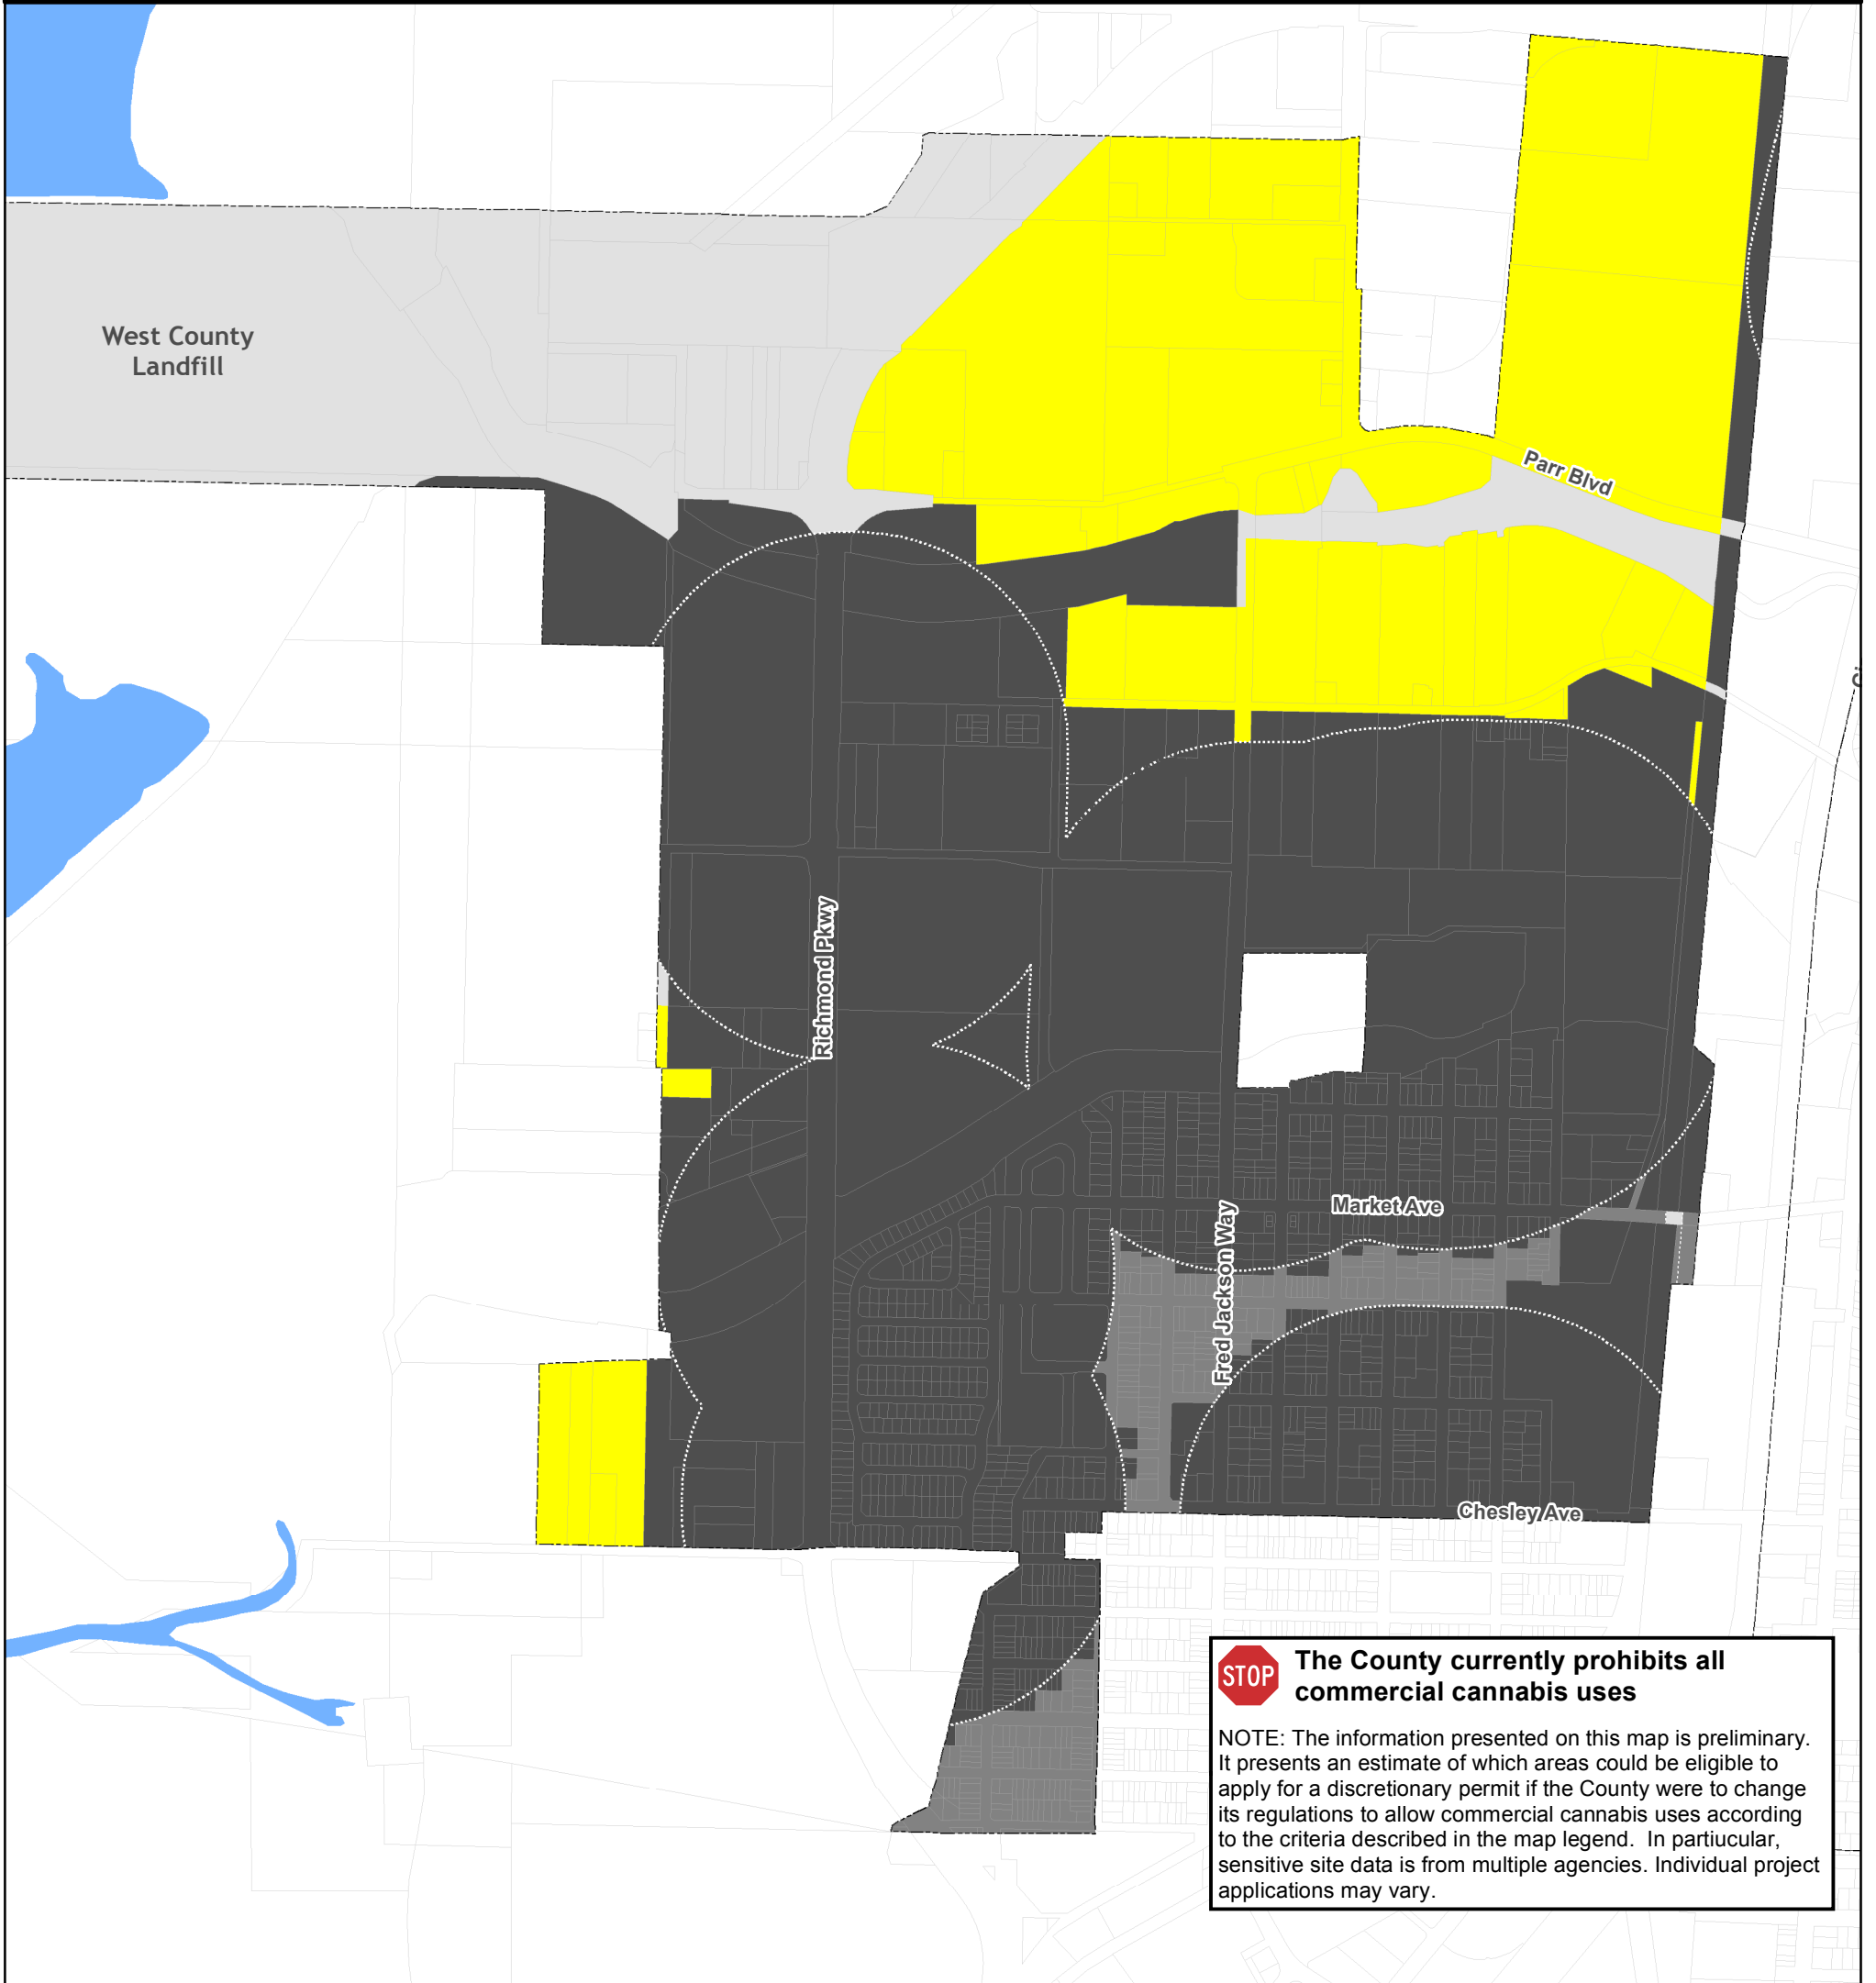 West County
Landfill
Parr Blvd
Richmond Pkwy
Market Ave
Fred Jackson Way
Chesley Ave
STOP
The County currently prohibits all
commercial cannabis uses
NOTE: The information presented on this map is preliminary.
It presents an estimate of which areas could be eligible to
apply for a discretionary permit if the County were to change
its regulations to allow commercial cannabis uses according
to the criteria described in the map legend.  In partiucular,
sensitive site data is from multiple agencies. Individual project
applications may vary.